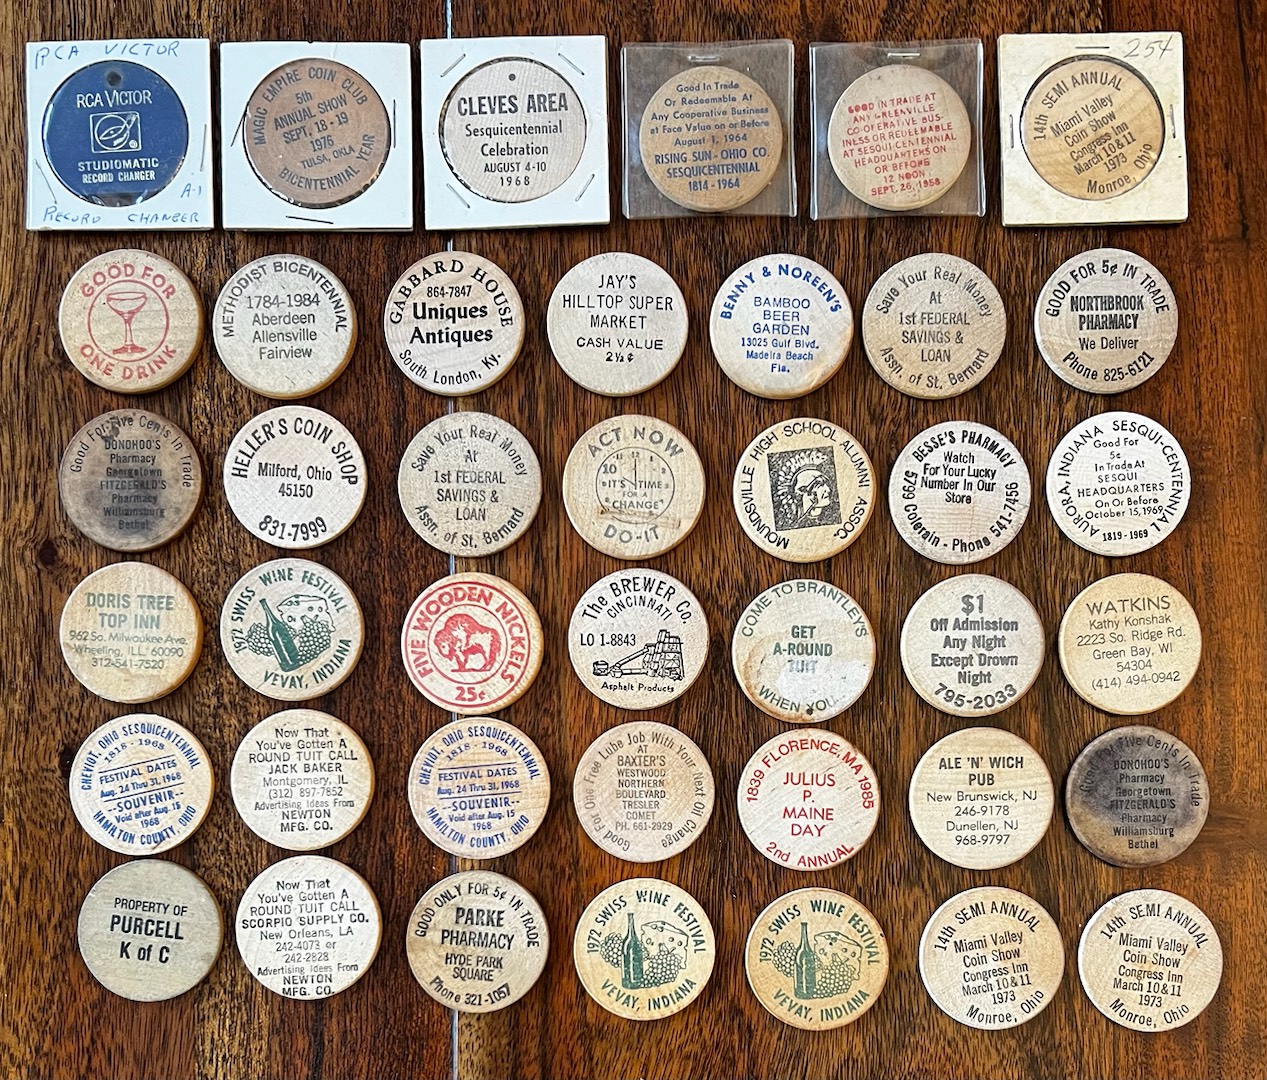 RCA VICTOR
RCA VICTOR
STUDIOMATIC
RECORD CHANGER
A-1
RECORD CHANGER
MAGIC EMPIRE COIN CLUB
5th
ANNUAL SHOW
SEPT. 18-19
1976
TULSA, OKLA
BICENTENNIAL YEAR
CLEVES AREA
Sesquicentennial
Celebration
AUGUST 4-10
1968
Good In Trade
Or Redeemable At
Any Cooperative Business
at Face Value on or Before
August 1, 1964
RISING SUN - OHIO CO.
SESQUICENTENNIAL
1814 - 1964
GOOD IN TRADE AT
ANY GREENVILLE
CO-OPERATIVE BUS-
INESS OR REDEEMABLE
AT SESQUI-CENTENNIAL
HEADQUARTERS ON
OR BEFORE
12 NOON
SEPT. 26, 1958
25¢
14th SEMI ANNUAL
Miami Valley
Coin Show
Congress Inn
March 10 & 11
1973
Monroe, Ohio
GOOD FOR
ONE DRINK
METHODIST BICENTENNIAL
1784-1984
Aberdeen
Allensville
Fairview
GABBARD HOUSE
864-7847
Uniques
Antiques
South London, Ky.
JAY'S
HILLTOP SUPER
MARKET
CASH VALUE
2½ ¢
BENNY & NOREEN'S
BAMBOO
BEER
GARDEN
13025 Gulf Blvd.
Madeira Beach
Fla.
Save Your Real Money
At
1st FEDERAL
SAVINGS &
LOAN
Assn. of St. Bernard
GOOD FOR 5¢ IN TRADE
NORTHBROOK
PHARMACY
We Deliver
Phone 825-6121
Good For Five Cents In Trade
DONOHOO'S
Pharmacy
Georgetown
FITZGERALD'S
Pharmacy
Williamsburg
Bethel
HELLER'S COIN SHOP
Milford, Ohio
45150
831-7999
Save Your Real Money
At
1st FEDERAL
SAVINGS &
LOAN
Assn. of St. Bernard
ACT NOW
10 12
IT'S TIME
FOR A
CHANGE
DO-IT
MOUNDSVILLE HIGH SCHOOL ALUMNI ASSOC.
BESSE'S PHARMACY
Watch
For Your Lucky
Number In Our
Store
5799 Colerain - Phone 541-7456
AURORA, INDIANA SESQUI-CENTENNIAL
Good For
5¢
In Trade At
SESQUI
HEADQUARTERS
On Or Before
October 15, 1969
1819 - 1969
DORIS TREE
TOP INN
962 So. Milwaukee Ave.
Wheeling, ILL. 60090
312-541-7520
1972 SWISS WINE FESTIVAL
VEVAY, INDIANA
FIVE WOODEN NICKELS
25¢
The BREWER Co.
CINCINNATI
LO 1-8843
Asphalt Products
COME TO BRANTLEY'S
GET
A-ROUND
TUIT
WHEN YOU
$1
Off Admission
Any Night
Except Drown
Night
795-2033
WATKINS
Kathy Konshak
2223 So. Ridge Rd.
Green Bay, WI
54304
(414) 494-0942
CHEVIOT, OHIO SESQUICENTENNIAL
1818 - 1968
FESTIVAL DATES
Aug. 24 Thru 31, 1968
--SOUVENIR--
Void after Aug. 15
1968
HAMILTON COUNTY, OHIO
Now That
You've Gotten A
ROUND TUIT CALL
JACK BAKER
Montgomery, IL
(312) 897-7852
Advertising Ideas From
NEWTON
MFG. CO.
CHEVIOT, OHIO SESQUICENTENNIAL
1818 - 1968
FESTIVAL DATES
Aug. 24 Thru 31, 1968
--SOUVENIR--
Void after Aug. 15
1968
HAMILTON COUNTY, OHIO
Good For One Free Lube Job With Your Next Oil Change
AT
BAXTER'S
WESTWOOD
NORTHERN
BOULEVARD
TRESLER
COMET
PH. 661-2929
1839 FLORENCE, MA 1985
JULIUS
P.
MAINE
DAY
2nd ANNUAL
ALE 'N' WICH
PUB
New Brunswick, NJ
246-9178
Dunellen, NJ
968-9797
Good For Five Cents In Trade
DONOHOO'S
Pharmacy
Georgetown
FITZGERALD'S
Pharmacy
Williamsburg
Bethel
PROPERTY OF
PURCELL
K of C
Now That
You've Gotten A
ROUND TUIT CALL
SCORPIO SUPPLY CO.
New Orleans, LA
242-4073 or
242-2828
Advertising Ideas From
NEWTON
MFG. CO.
GOOD ONLY FOR 5¢ IN TRADE
PARKE
PHARMACY
HYDE PARK
SQUARE
Phone 321-1057
1972 SWISS WINE FESTIVAL
VEVAY, INDIANA
1972 SWISS WINE FESTIVAL
VEVAY, INDIANA
14th SEMI ANNUAL
Miami Valley
Coin Show
Congress Inn
March 10 & 11
1973
Monroe, Ohio
14th SEMI ANNUAL
Miami Valley
Coin Show
Congress Inn
March 10 & 11
1973
Monroe, Ohio